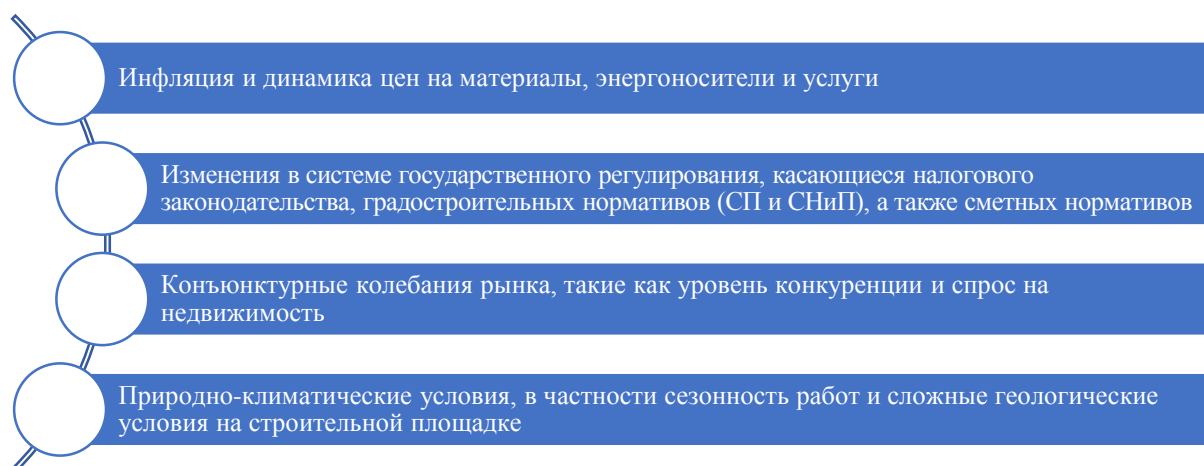 Инфляция и динамика цен на материалы, энергоносители и услуги
Изменения в системе государственного регулирования, касающиеся налогового
законодательства, градостроительных нормативов (СП и СНиП), а также сметных нормативов
Конъюнктурные колебания рынка, такие как уровень конкуренции и спрос на
недвижимость
Природно-климатические условия, в частности сезонность работ и сложные геологические
условия на строительной площадке